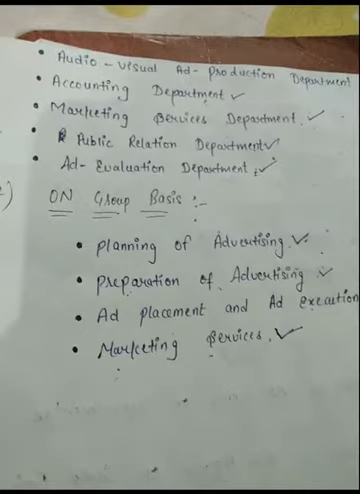 • Audio - Visual Ad - Production Department
• Accounting Department ✓
• Marketing Services Department. ✓
• Public Relation Department ✓
• Ad - Evaluation Department. ✓
2) ON Group Basis :-
• Planning of Advertising. ✓
• Preparation of Advertising ✓
• Ad placement and Ad Execution
• Marketing Services. ✓